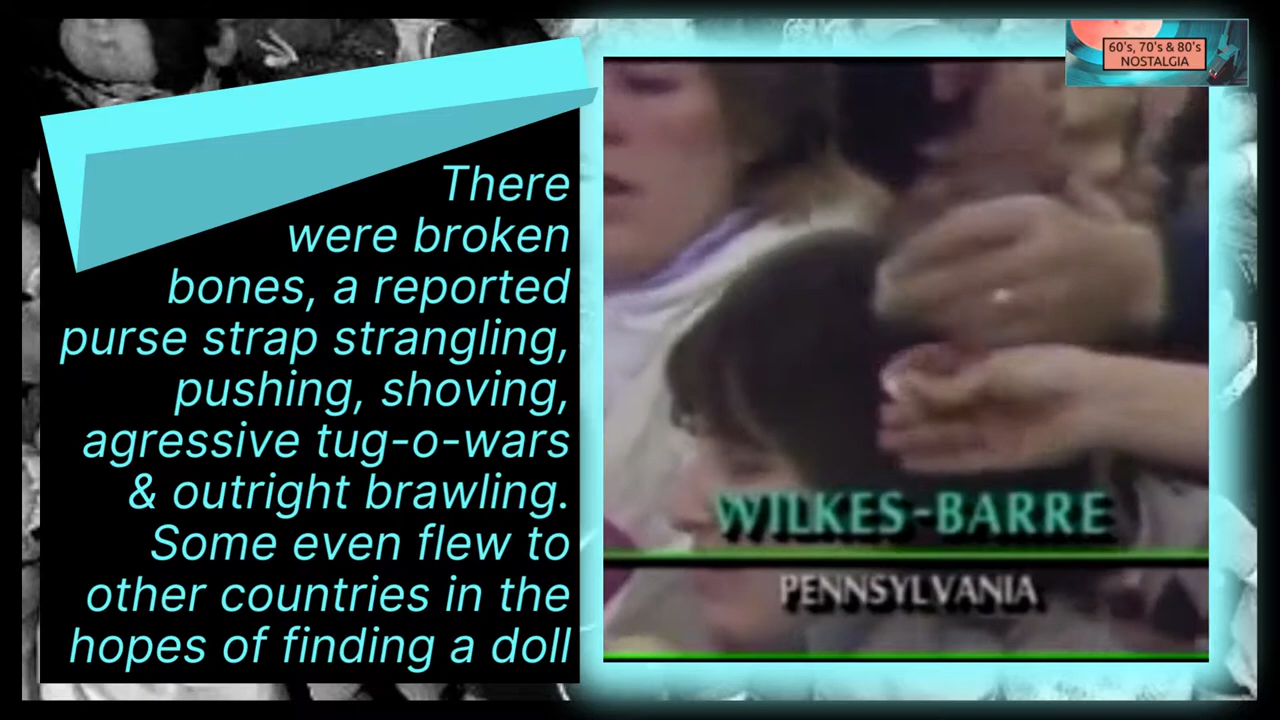 60's, 70's & 80's
NOSTALGIA
There
were broken
bones, a reported
purse strap strangling,
pushing, shoving,
agressive tug-o-wars
& outright brawling.
Some even flew to
other countries in the
hopes of finding a doll
WILKES-BARRE
PENNSYLVANIA